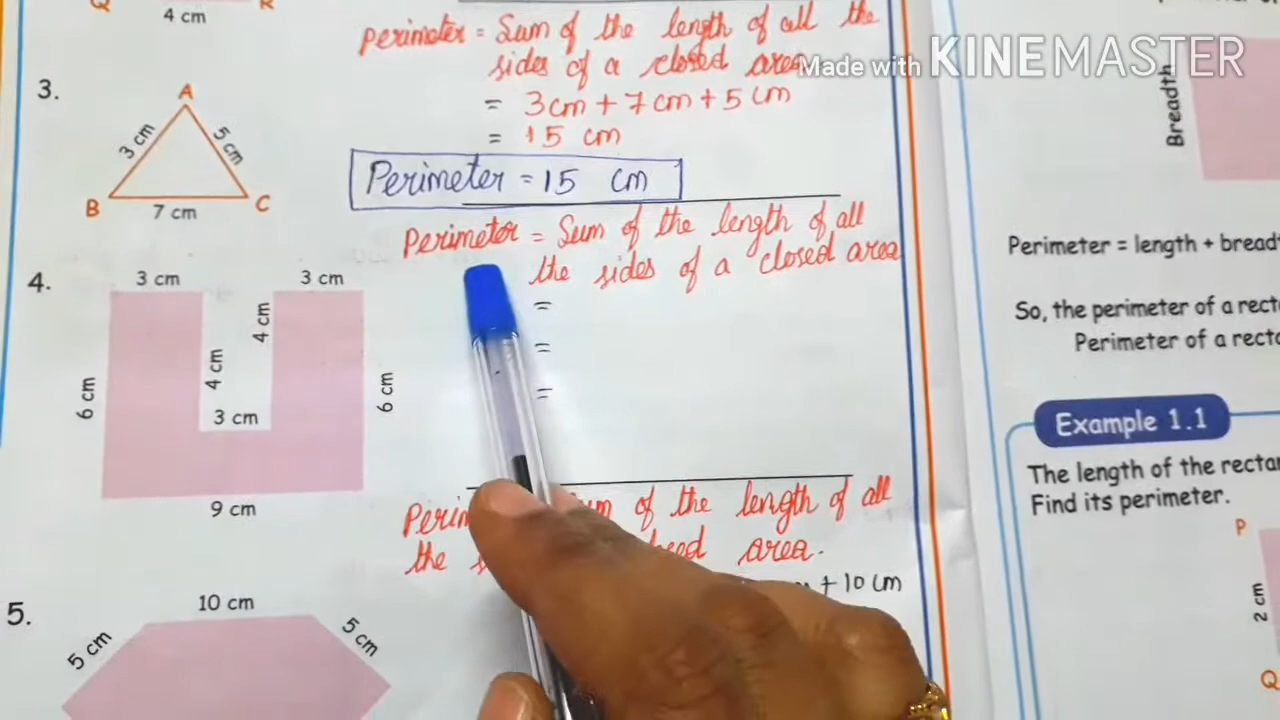 4 cm
R
Perimeter = Sum of the length of all the
sides of a closed area
= 3cm + 7cm + 5 cm
= 15 cm
Perimeter = 15 cm
3.
A
3 cm
5 cm
B
7 cm
C
Perimeter = Sum of the length of all
the sides of a closed area
=
=
=
4.
3 cm
3 cm
4 cm
4 cm
6 cm
6 cm
3 cm
9 cm
of the length of all
the
area.
+ 10 cm
5.
10 cm
5 cm
5 cm
Made with KINEMASTER
Breadth
Perimeter = length +
So, the perimeter of a
Perimeter of a
Example 1.1
The length of the
Find its perimeter.
P
2 cm
Q